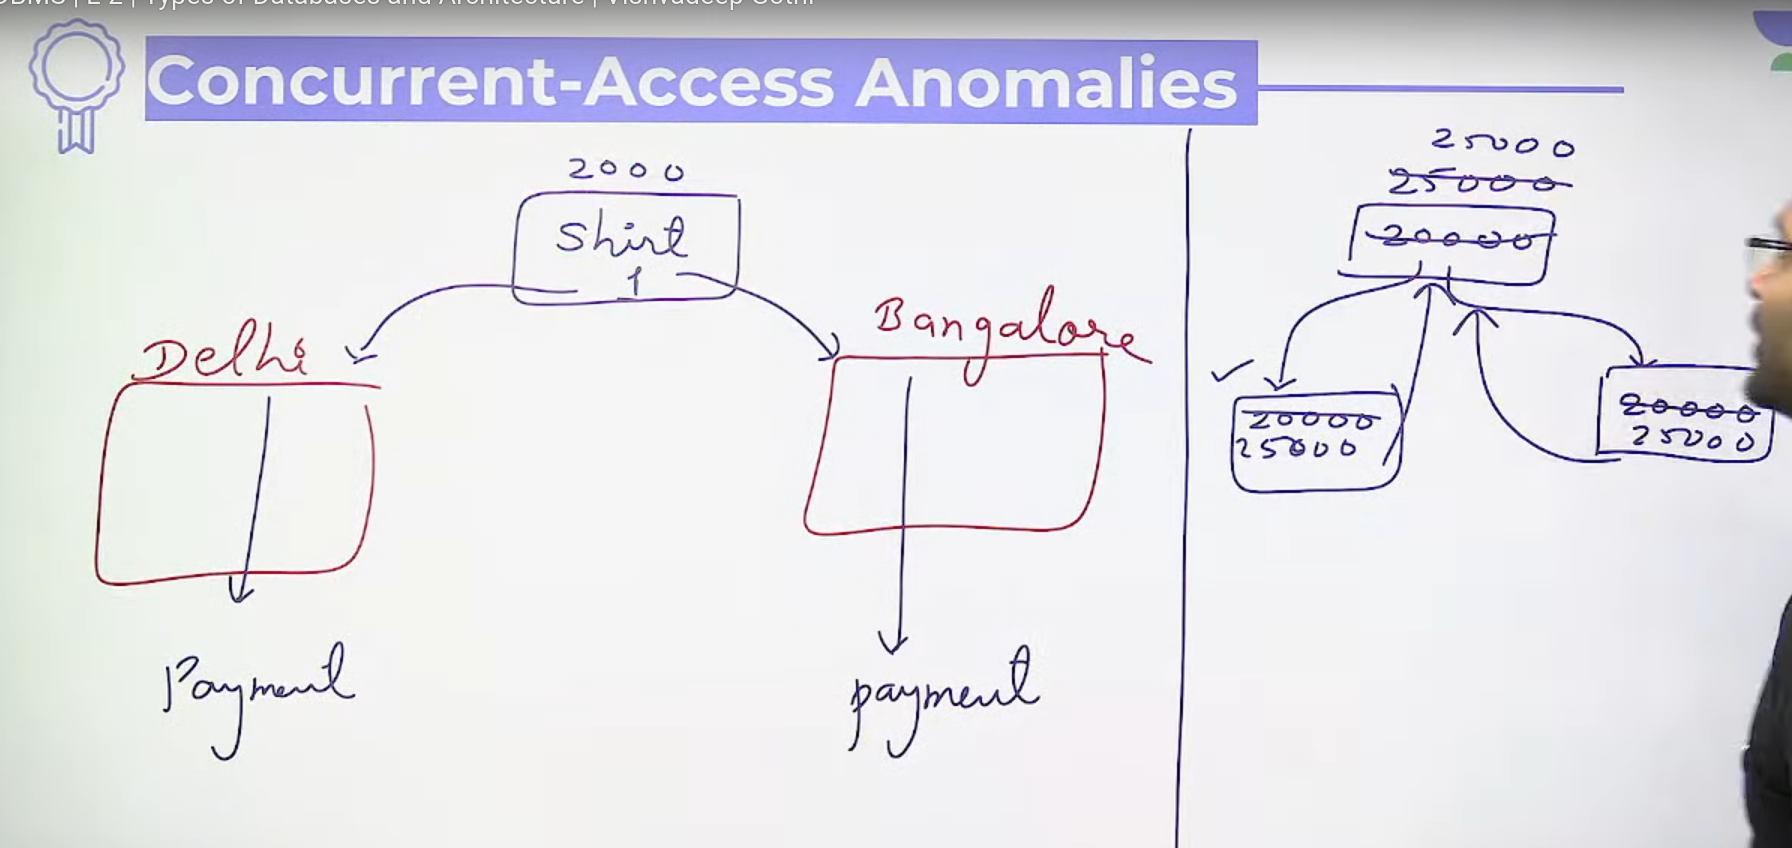 DBMS | L 2 | Types of Databases and Architecture | Vishvadeep Gothi
Concurrent-Access Anomalies
2000
Shirt
1
Delhi
Bangalore
Payment
payment
25000
25000
20000
20000
25000
20000
25000